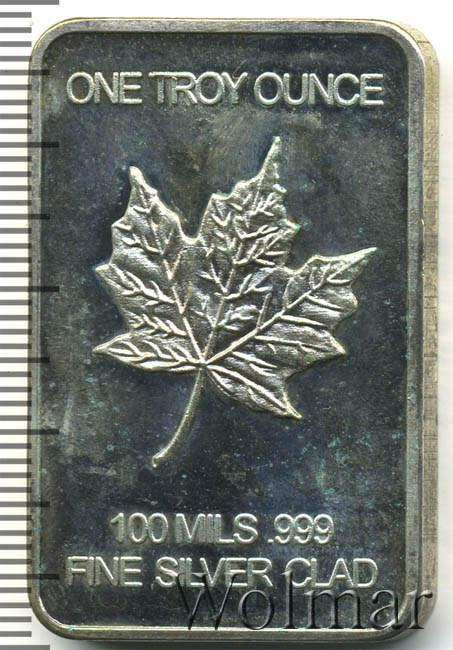 ONE TROY OUNCE
100 MILS .999
FINE SILVER CLAD
Wolmar